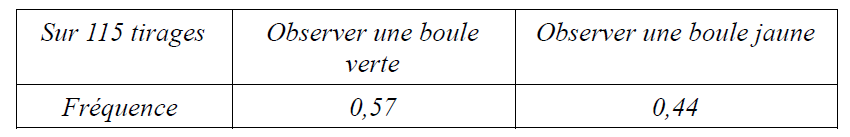 Sur 115 tirages
Observer une boule
verte
Observer une boule jaune
Fréquence
0,57
0,44